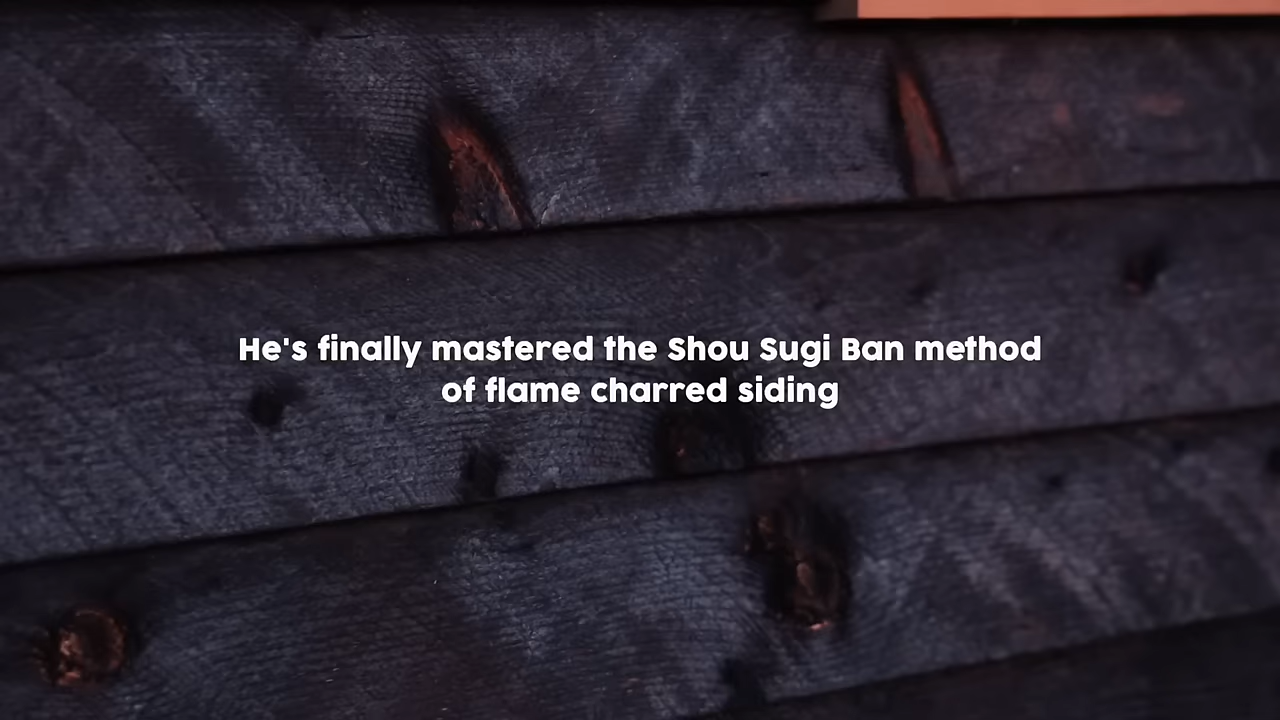 He's finally mastered the Shou Sugi Ban method
of flame charred siding